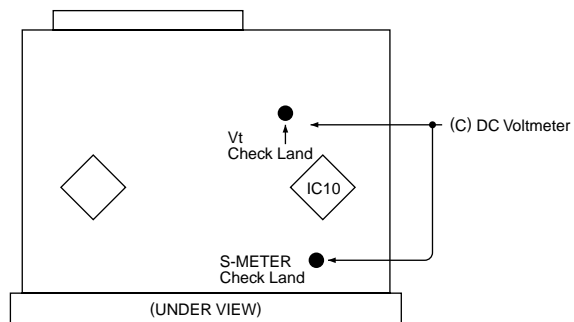 Vt
Check Land
(C) DC Voltmeter
IC10
S-METER
Check Land
(UNDER VIEW)